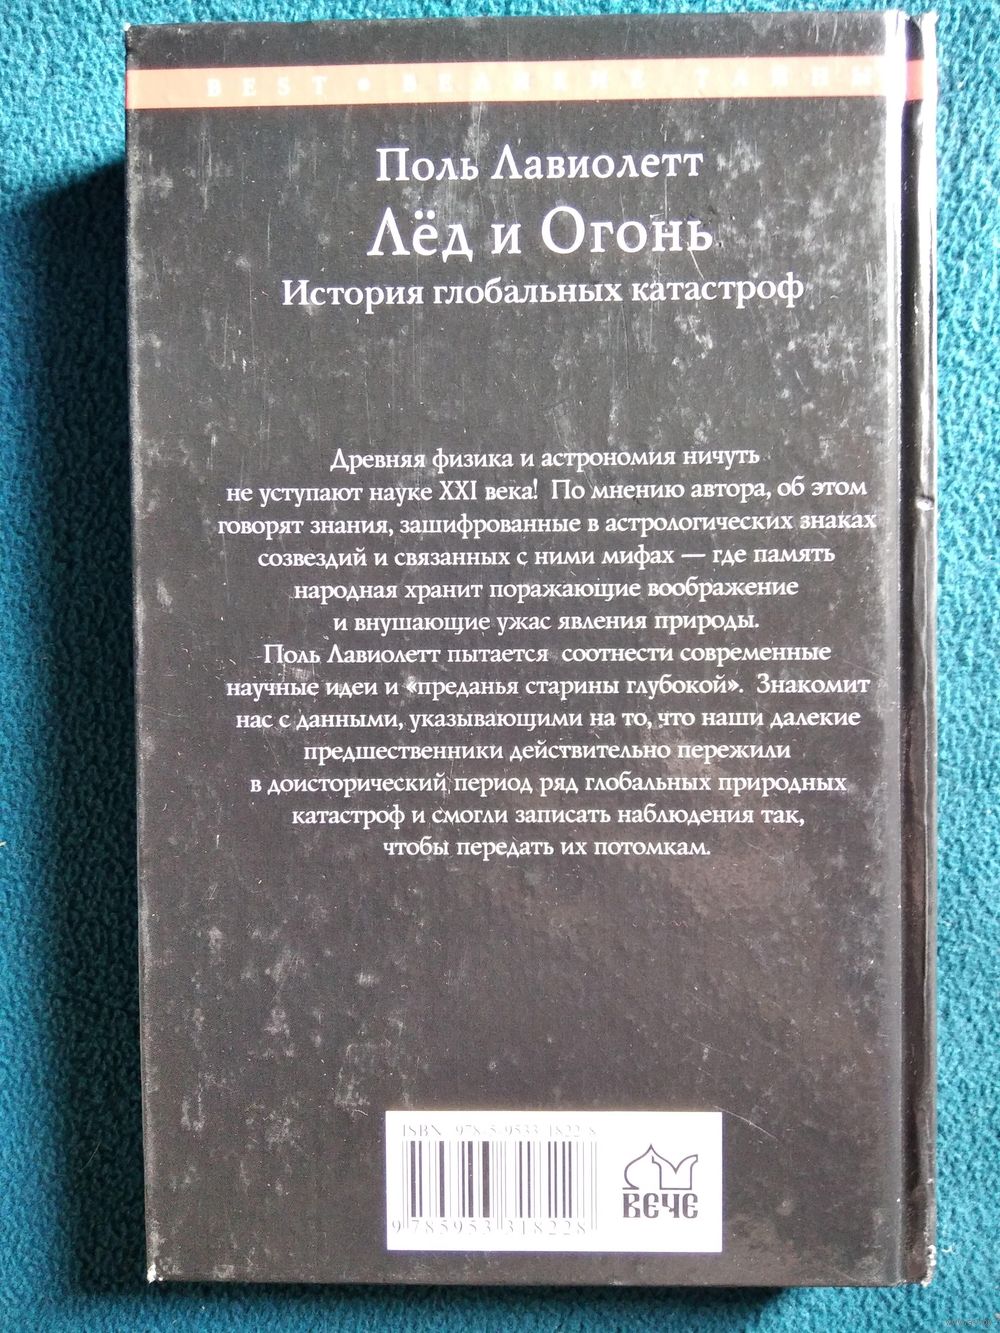 BEST • ВЕЛИКИЕ ТАЙНЫ
Поль Лавиолетт
Лёд и Огонь
История глобальных катастроф
Древняя физика и астрономия ничуть
не уступают науке XXI века! По мнению автора, об этом
говорят знания, зашифрованные в астрологических знаках
созвездий и связанных с ними мифах — где память
народная хранит поражающие воображение
и внушающие ужас явления природы.
Поль Лавиолетт пытается соотнести современные
научные идеи и «преданья старины глубокой». Знакомит
нас с данными, указывающими на то, что наши далекие
предшественники действительно пережили
в доисторический период ряд глобальных природных
катастроф и смогли записать наблюдения так,
чтобы передать их потомкам.
ISBN 978-5-9533-1822-8
9 785953 318228
ВЕЧЕ